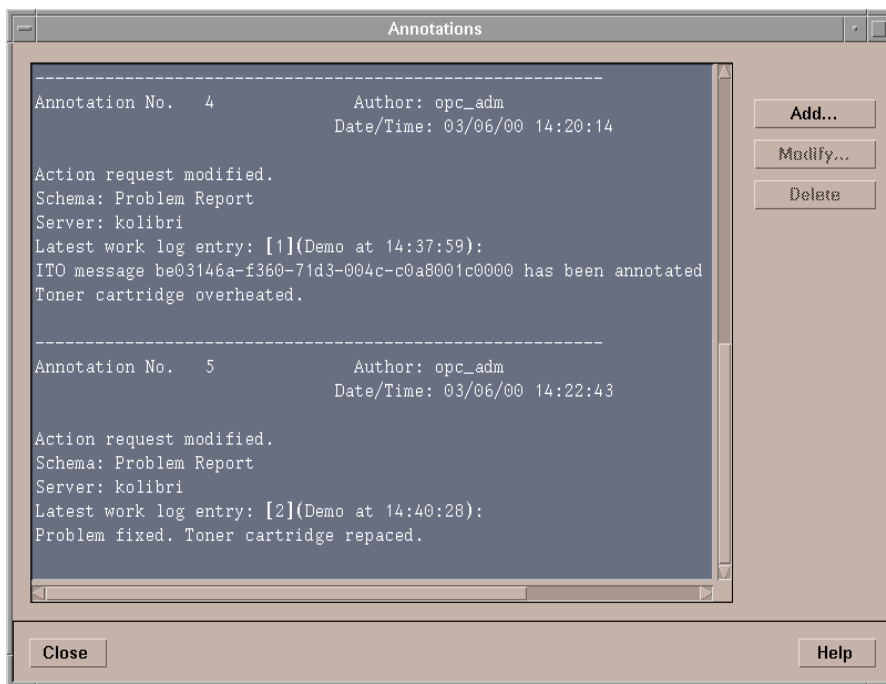 Annotations
------------------------------------------------------------
Annotation No. 4 Author: opc_adm
Date/Time: 03/06/00 14:20:14
Action request modified.
Schema: Problem Report
Server: kolibri
Latest work log entry: [1](Demo at 14:37:59):
ITO message be03146a-f360-71d3-004c-c0a8001c0000 has been annotated
Toner cartridge overheated.
------------------------------------------------------------
Annotation No. 5 Author: opc_adm
Date/Time: 03/06/00 14:22:43
Action request modified.
Schema: Problem Report
Server: kolibri
Latest work log entry: [2](Demo at 14:40:28):
Problem fixed. Toner cartridge repaced.
Add...
Modify...
Delete
Close
Help